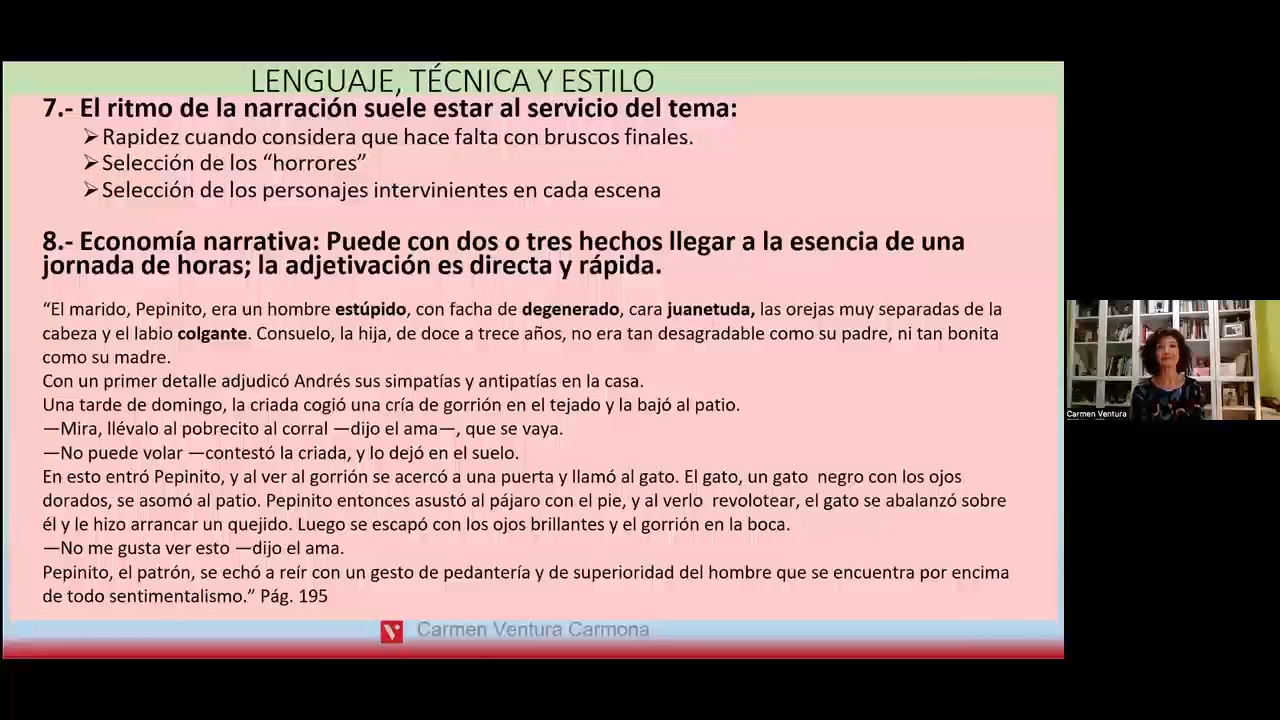 LENGUAJE, TÉCNICA Y ESTILO
7.- El ritmo de la narración suele estar al servicio del tema:
➢Rapidez cuando considera que hace falta con bruscos finales.
➢Selección de los “horrores”
➢Selección de los personajes intervinientes en cada escena
8.- Economía narrativa: Puede con dos o tres hechos llegar a la esencia de una
jornada de horas; la adjetivación es directa y rápida.
“El marido, Pepinito, era un hombre estúpido, con facha de degenerado, cara juanetuda, las orejas muy separadas de la
cabeza y el labio colgante. Consuelo, la hija, de doce a trece años, no era tan desagradable como su padre, ni tan bonita
como su madre.
Con un primer detalle adjudicó Andrés sus simpatías y antipatías en la casa.
Una tarde de domingo, la criada cogió una cría de gorrión en el tejado y la bajó al patio.
—Mira, llévalo al pobrecito al corral —dijo el ama—, que se vaya.
—No puede volar —contestó la criada, y lo dejó en el suelo.
En esto entró Pepinito, y al ver al gorrión se acercó a una puerta y llamó al gato. El gato, un gato negro con los ojos
dorados, se asomó al patio. Pepinito entonces asustó al pájaro con el pie, y al verlo revolotear, el gato se abalanzó sobre
él y le hizo arrancar un quejido. Luego se escapó con los ojos brillantes y el gorrión en la boca.
—No me gusta ver esto —dijo el ama.
Pepinito, el patrón, se echó a reír con un gesto de pedantería y de superioridad del hombre que se encuentra por encima
de todo sentimentalismo.” Pág. 195
Carmen Ventura Carmona
Carmen Ventura